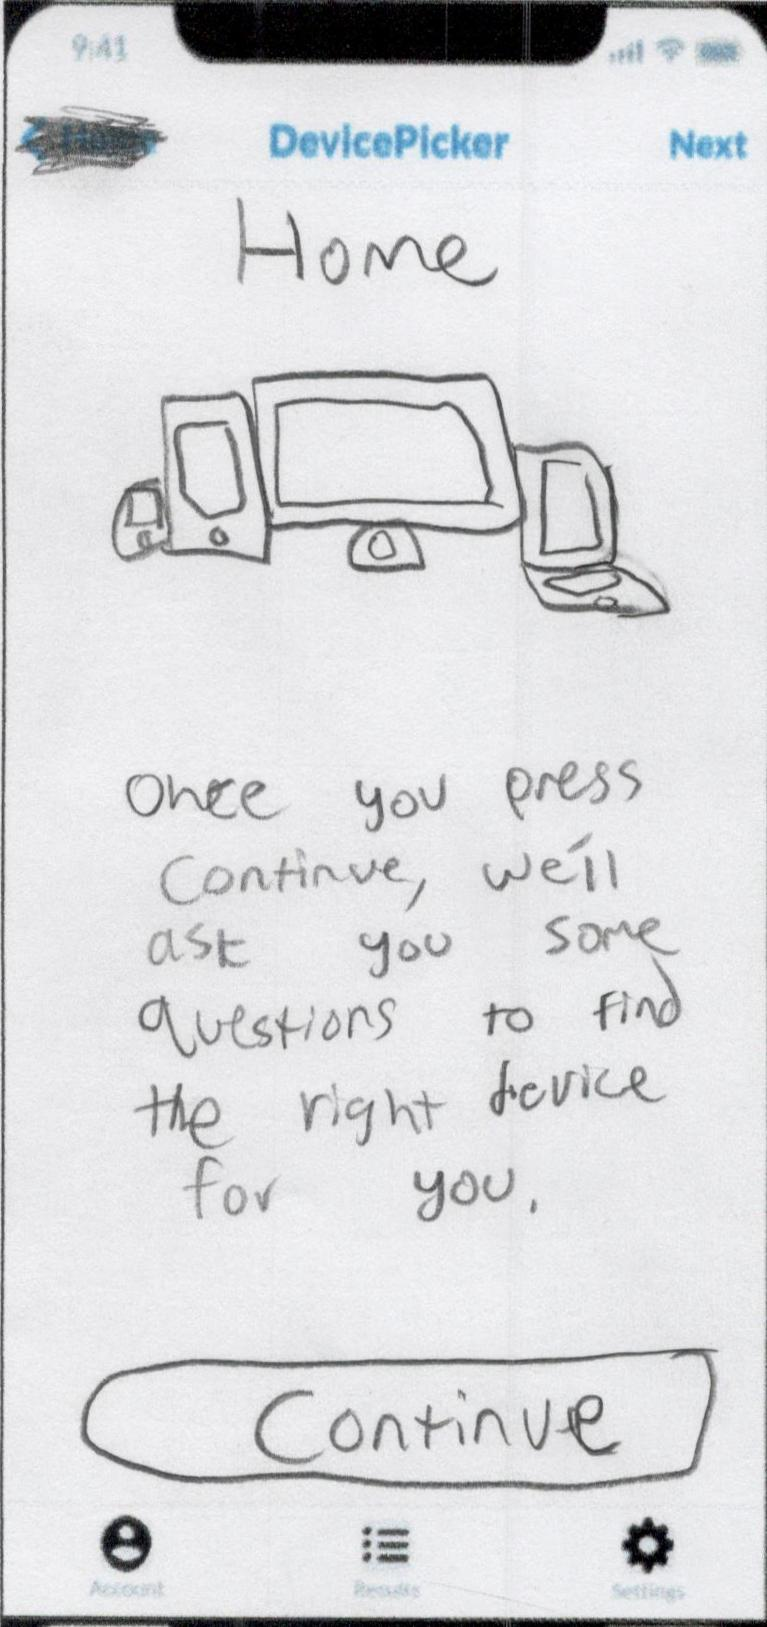 9:41
DevicePicker Next
Home
Once you press
Continue, we'll
ask you some
questions to find
the right device
for you.
Continue
Account Results Settings